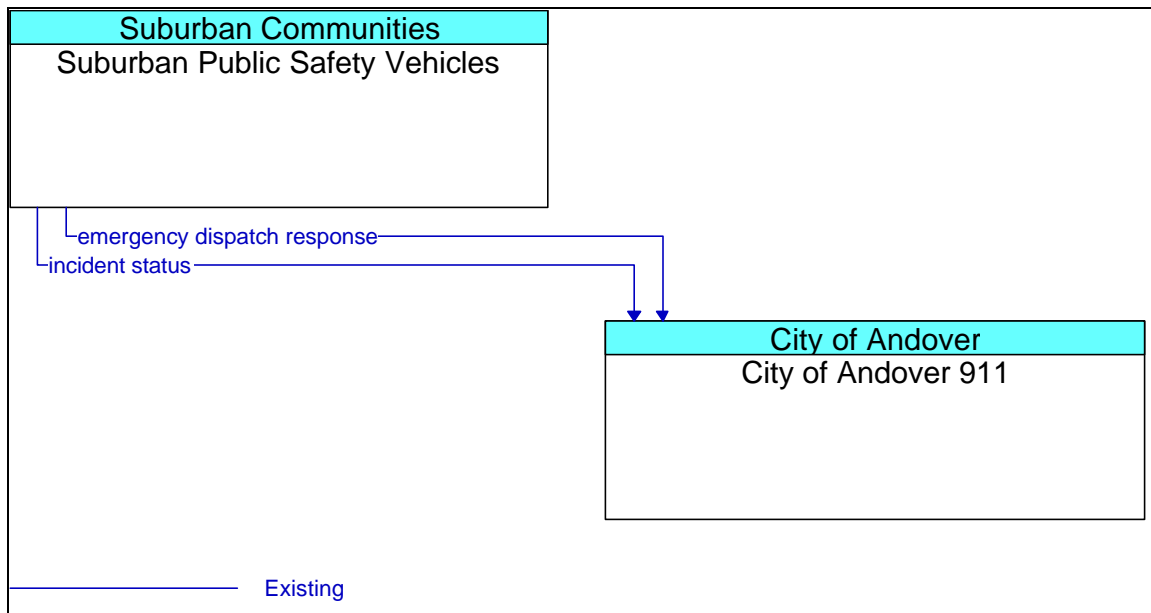 Suburban Communities
Suburban Public Safety Vehicles
emergency dispatch response
incident status
City of Andover
City of Andover 911
Existing